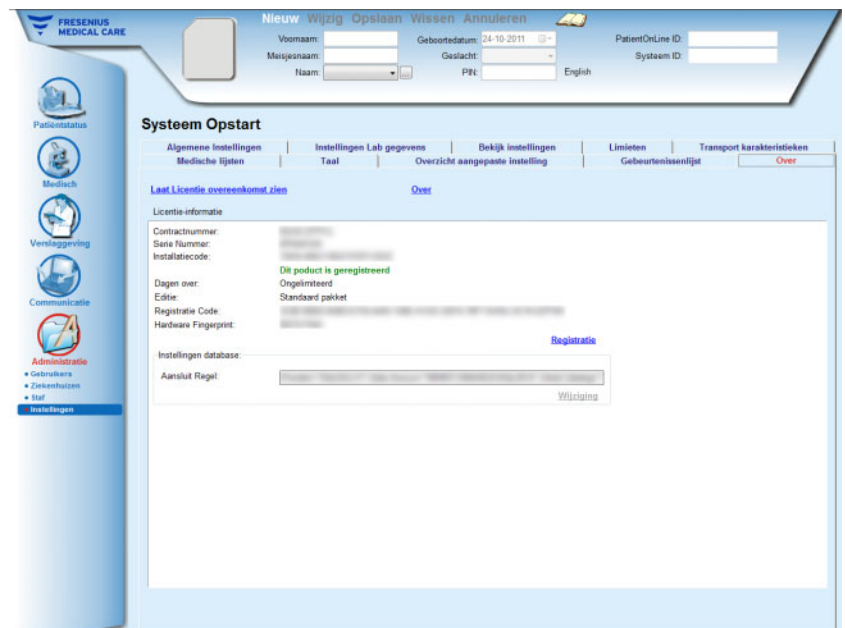 FRESENIUS
MEDICAL CARE
Nieuw Wijzig Opslaan Wissen Annuleren
Voornaam: Geboortedatum: 24-10-2011 PatientOnLine ID:
Meisjesnaam: Geslacht: Systeem ID:
Naam: ... PIN: English
Patiëntstatus
Medisch
Verslaggeving
Communicatie
Administratie
Gebruikers
Ziekenhuizen
Staf
Instellingen
Systeem Opstart
Algemene Instellingen Instellingen Lab gegevens Bekijk instellingen Limieten Transport karakteristieken
Medische lijsten Taal Overzicht aangepaste instelling Gebeurtenissenlijst Over
Laat Licentie overeenkomst zien Over
Licentie-informatie
Contractnummer:
Serie Nummer:
Installatiecode:
Dit poduct is geregistreerd
Dagen over: Ongelimiteerd
Editie: Standaard pakket
Registratie Code:
Hardware Fingerprint:
Registratie
Instellingen database:
Aansluit Regel:
Wijziging